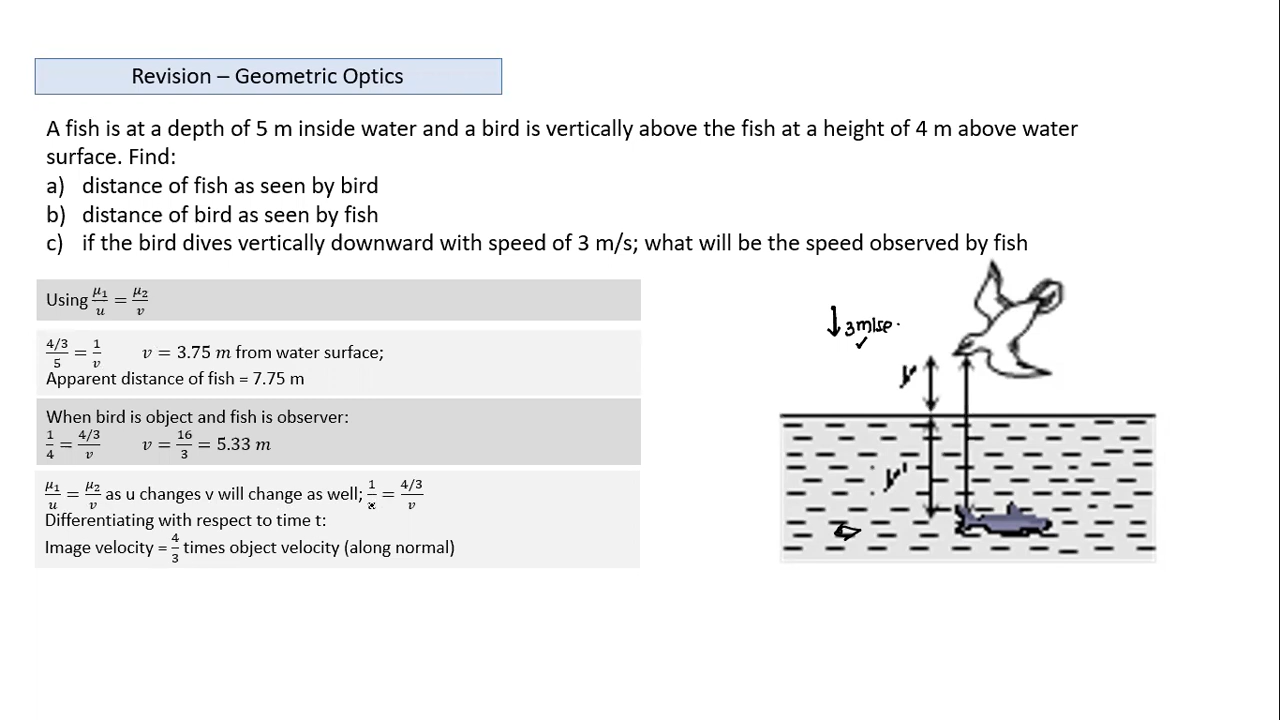 Revision – Geometric Optics
A fish is at a depth of 5 m inside water and a bird is vertically above the fish at a height of 4 m above water
surface. Find:
a) distance of fish as seen by bird
b) distance of bird as seen by fish
c) if the bird dives vertically downward with speed of 3 m/s; what will be the speed observed by fish
Using μ₁/u = μ₂/v
(4/3)/5 = 1/v v = 3.75 m from water surface;
Apparent distance of fish = 7.75 m
When bird is object and fish is observer:
1/4 = (4/3)/v v = 16/3 = 5.33 m
μ₁/u = μ₂/v as u changes v will change as well; 1/x = (4/3)/v
Differentiating with respect to time t:
Image velocity = 4/3 times object velocity (along normal)
↓ 3m/se.
y
y'